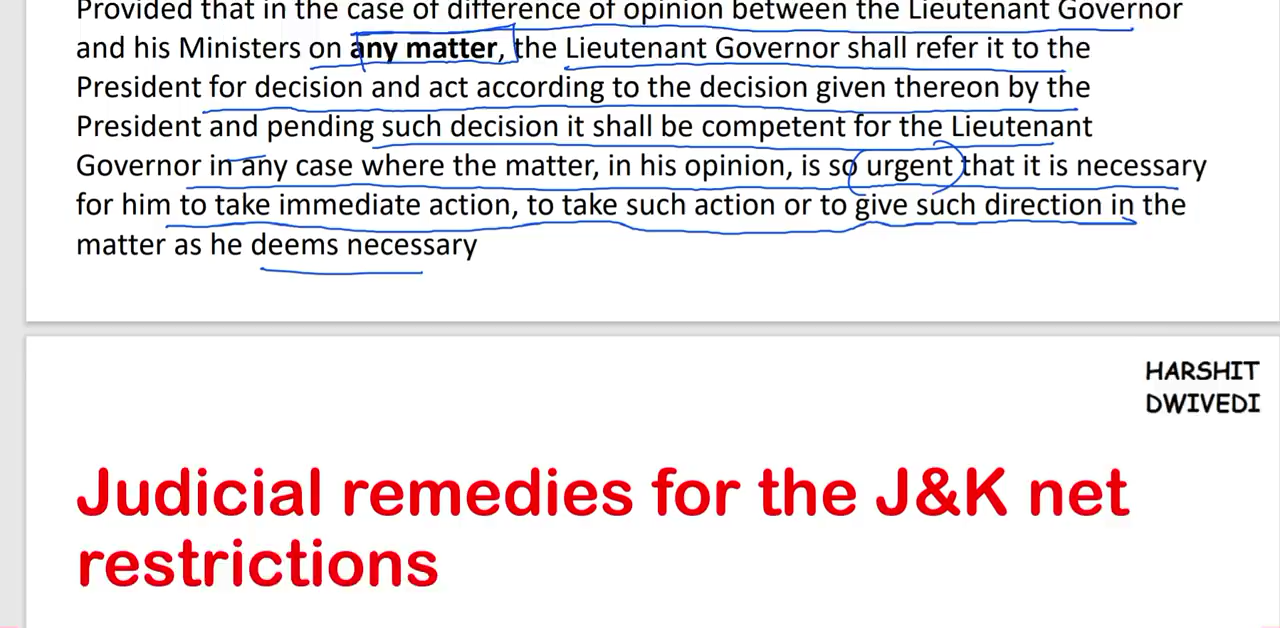 Provided that in the case of difference of opinion between the Lieutenant Governor
and his Ministers on any matter, the Lieutenant Governor shall refer it to the
President for decision and act according to the decision given thereon by the
President and pending such decision it shall be competent for the Lieutenant
Governor in any case where the matter, in his opinion, is so urgent that it is necessary
for him to take immediate action, to take such action or to give such direction in the
matter as he deems necessary
HARSHIT
DWIVEDI
Judicial remedies for the J&K net
restrictions